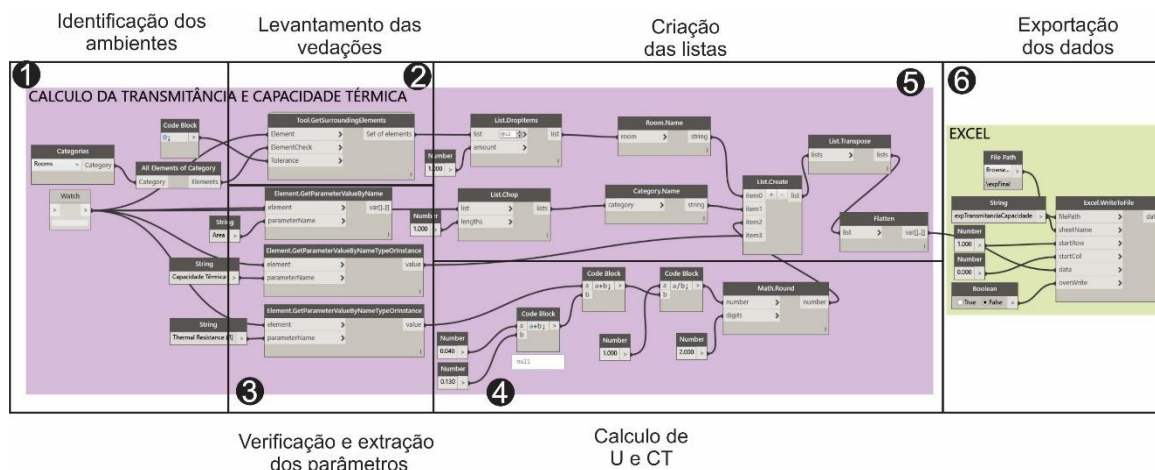 Identificação dos
ambientes
Levantamento das
vedações
Criação
das listas
Exportação
dos dados
1
2
5
6
CALCULO DA TRANSMITÂNCIA E CAPACIDADE TÉRMICA
Categories
Rooms
Category
Watch
>
>
Code Block
0;
>
All Elements of Category
Category
Elements
Tool.GetSurroundingElements
Element
Set of elements
ElementCheck
Tolerance
Element.GetParameterValueByName
element
var[]..[]
parameterName
String
Area
>
Element.GetParameterValueByNameTypeOrInstance
element
value
parameterName
String
Capacidade Térmica
>
Element.GetParameterValueByNameTypeOrInstance
element
value
parameterName
String
>
List.DropItems
list
list
amount
Number
1.000
>
List.Chop
list
lists
lengths
Number
1.000
>
Room.Name
room
string
Category.Name
category
string
List.Create
item0
+
-
list
item1
item2
item3
List.Transpose
lists
lists
Flatten
list
var[]..[]
Number
0.040
>
Number
0.130
>
Code Block
a
a+b;
>
b
null
Code Block
a
a+b;
>
b
Number
1.000
>
Code Block
a
a/b;
>
b
Number
2.000
>
Math.Round
number
number
digits
EXCEL
File Path
Browse...
>
.\expFinal
String
expTransmitanciaCapacidade
>
Number
1.000
>
Number
0.000
>
Boolean
True
False
>
Excel.WriteToFile
filePath
data
sheetName
startRow
startCol
data
overWrite
3
4
Verificação e extração
dos parâmetros
Calculo de
U e CT